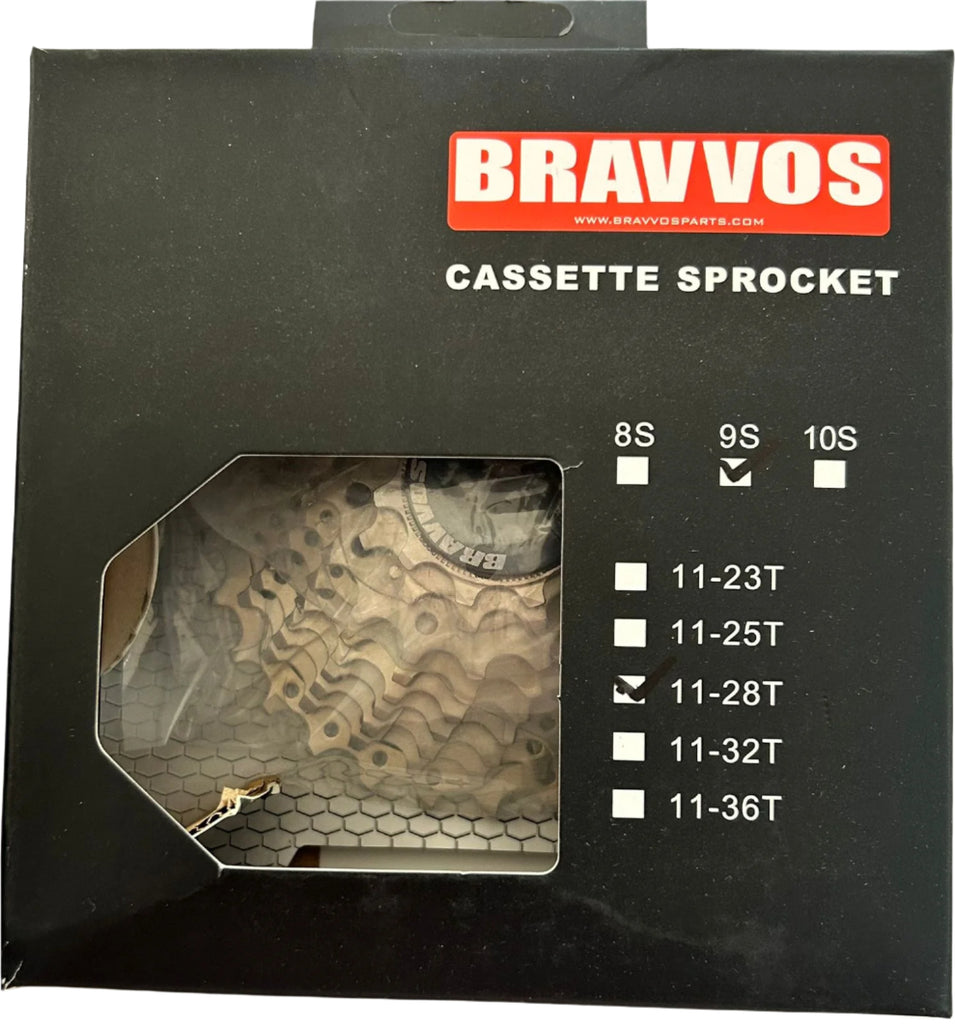 BRAVVOS
WWW.BRAVVOSPARTS.COM
CASSETTE SPROCKET
8S 9S 10S
11-23T
11-25T
11-28T
11-32T
11-36T
BRAVVOS